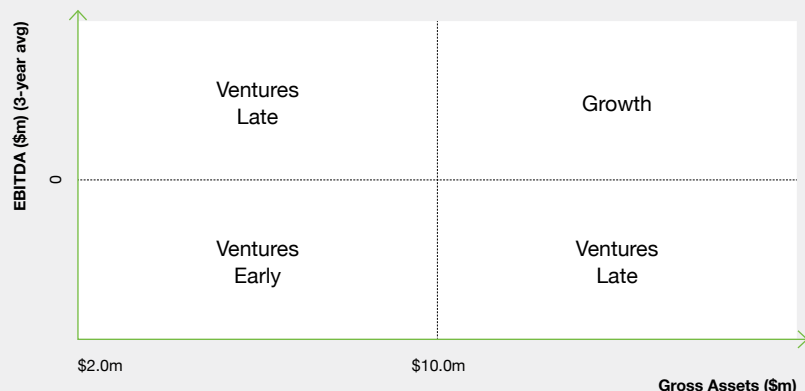 EBITDA ($m) (3-year avg)
Ventures
Late
Growth
0
Ventures
Early
Ventures
Late
$2.0m
$10.0m
Gross Assets ($m)